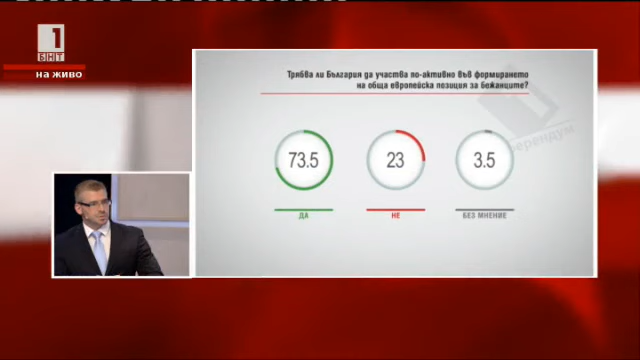 1
БНТ
на живо
Трябва ли България да участва по-активно във формирането
на обща европейска позиция за бежанците?
73.5
23
3.5
ДА
НЕ
БЕЗ МНЕНИЕ